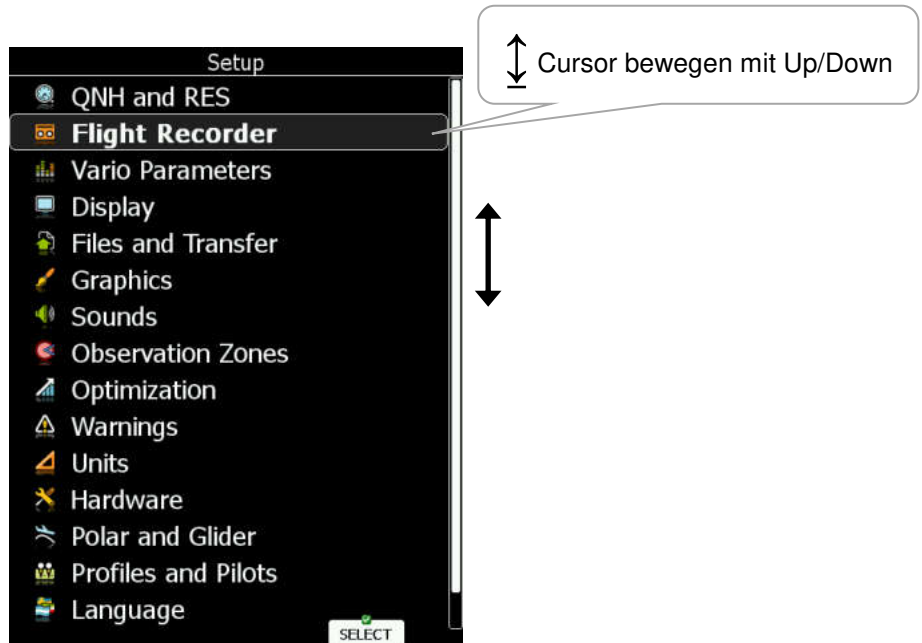 Setup
Cursor bewegen mit Up/Down
QNH and RES
Flight Recorder
Vario Parameters
Display
Files and Transfer
Graphics
Sounds
Observation Zones
Optimization
Warnings
Units
Hardware
Polar and Glider
Profiles and Pilots
Language
SELECT